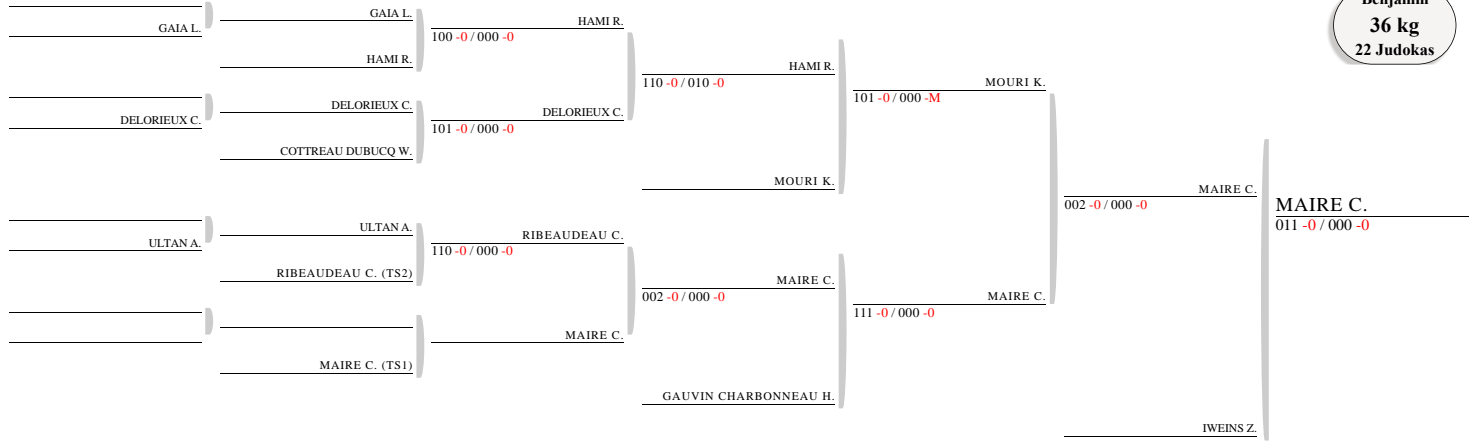 Benjamin
36 kg
22 Judokas
GAIA L.
DELORIEUX C.
ULTAN A.
GAIA L.
HAMI R.
DELORIEUX C.
COTTREAU DUBUCQ W.
ULTAN A.
RIBEAUDEAU C. (TS2)
MAIRE C. (TS1)
HAMI R.
100 -0 / 000 -0
DELORIEUX C.
101 -0 / 000 -0
RIBEAUDEAU C.
110 -0 / 000 -0
MAIRE C.
HAMI R.
110 -0 / 010 -0
MOURI K.
MAIRE C.
002 -0 / 000 -0
GAUVIN CHARBONNEAU H.
MOURI K.
101 -0 / 000 -M
MAIRE C.
111 -0 / 000 -0
MAIRE C.
002 -0 / 000 -0
IWEINS Z.
MAIRE C.
011 -0 / 000 -0